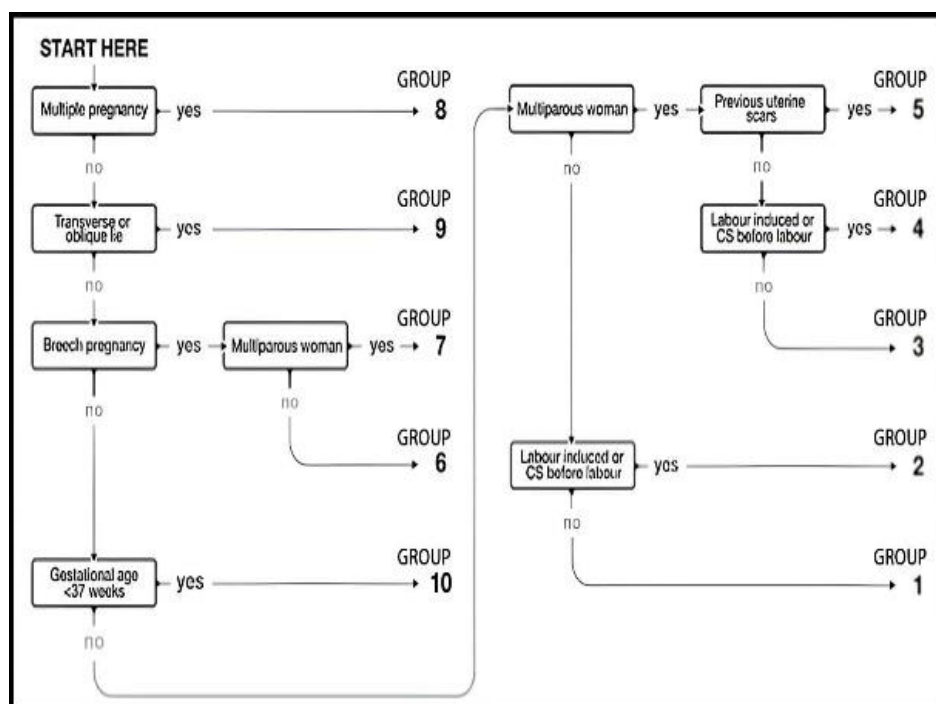 START HERE
Multiple pregnancy
yes
GROUP
8
no
Transverse or
oblique lie
yes
GROUP
9
no
Breech pregnancy
yes
Multiparous woman
yes
GROUP
7
no
no
GROUP
6
Gestational age
<37 weeks
yes
GROUP
10
no
Multiparous woman
yes
Previous uterine
scars
yes
GROUP
5
no
no
Labour induced or
CS before labour
yes
GROUP
4
no
GROUP
3
Labour induced or
CS before labour
yes
GROUP
2
no
GROUP
1